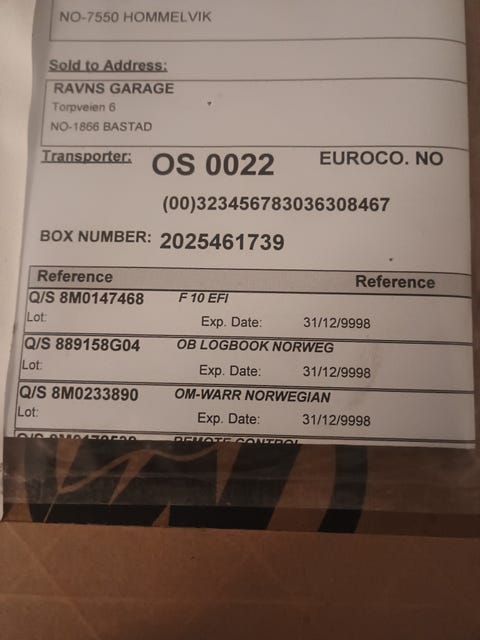 NO-7550 HOMMELVIK
Sold to Address:
RAVNS GARAGE
Torpveien 6
NO-1866 BASTAD
Transporter: OS 0022 EUROCO. NO
(00)323456783036308467
BOX NUMBER: 2025461739
Reference Reference
Q/S 8M0147468 F 10 EFI
Lot: Exp. Date: 31/12/9998
Q/S 889158G04 OB LOGBOOK NORWEG
Lot: Exp. Date: 31/12/9998
Q/S 8M0233890 OM-WARR NORWEGIAN
Lot: Exp. Date: 31/12/9998
REMOTE CONTROL